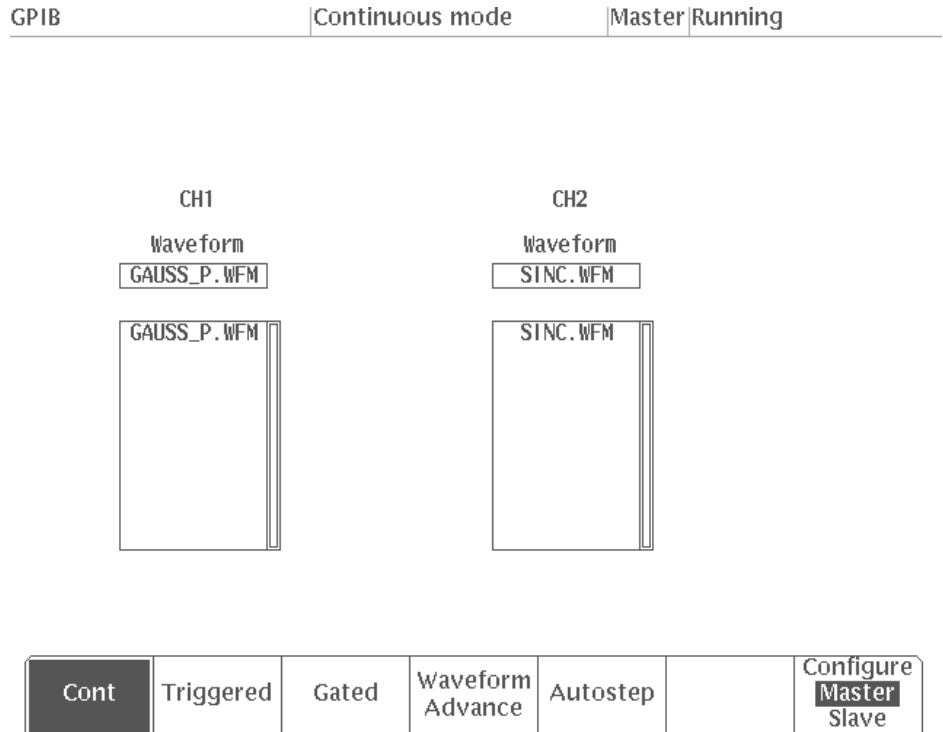 GPIB Continuous mode Master Running
CH1 CH2
Waveform Waveform
GAUSS_P.WFM SINC.WFM
GAUSS_P.WFM SINC.WFM
Cont Triggered Gated Waveform Advance Autostep Configure Master Slave